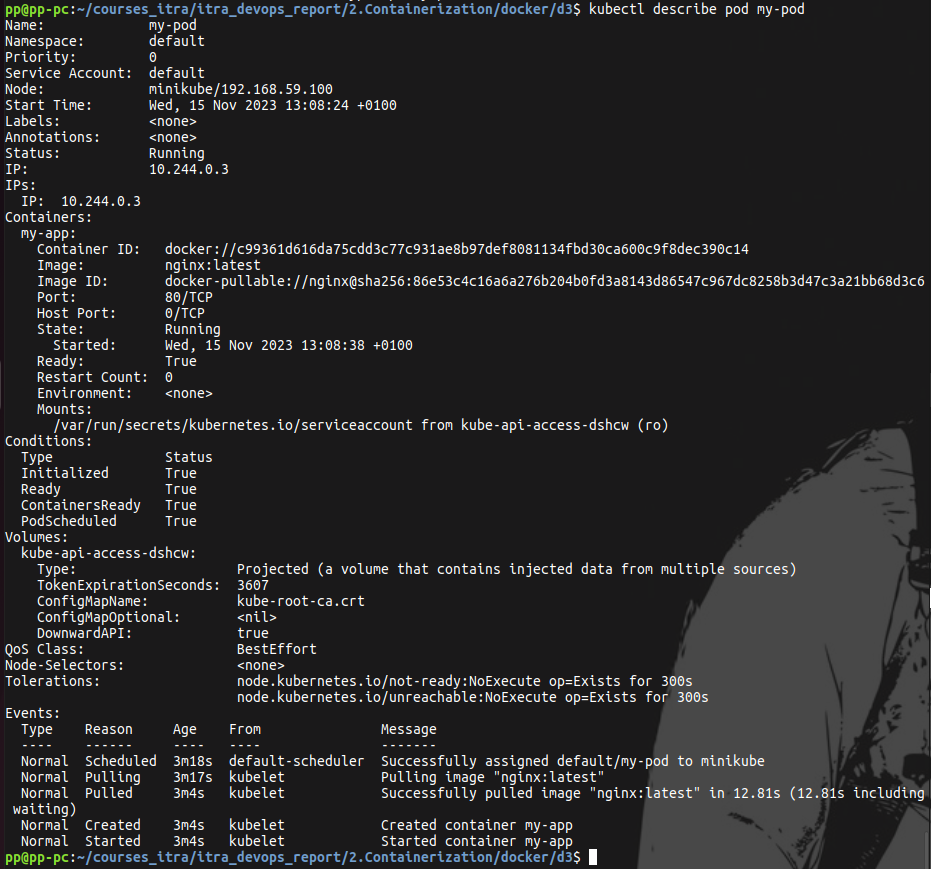 pp@pp-pc:~/courses_itra/itra_devops_report/2.Containerization/docker/d3$ kubectl describe pod my-pod
Name:             my-pod
Namespace:        default
Priority:         0
Service Account:  default
Node:             minikube/192.168.59.100
Start Time:       Wed, 15 Nov 2023 13:08:24 +0100
Labels:           <none>
Annotations:      <none>
Status:           Running
IP:               10.244.0.3
IPs:
  IP:  10.244.0.3
Containers:
  my-app:
    Container ID:   docker://c99361d616da75cdd3c77c931ae8b97def8081134fbd30ca600c9f8dec390c14
    Image:          nginx:latest
    Image ID:       docker-pullable://nginx@sha256:86e53c4c16a6a276b204b0fd3a8143d86547c967dc8258b3d47c3a21bb68d3c6
    Port:           80/TCP
    Host Port:      0/TCP
    State:          Running
      Started:      Wed, 15 Nov 2023 13:08:38 +0100
    Ready:          True
    Restart Count:  0
    Environment:    <none>
    Mounts:
      /var/run/secrets/kubernetes.io/serviceaccount from kube-api-access-dshcw (ro)
Conditions:
  Type              Status
  Initialized       True
  Ready             True
  ContainersReady   True
  PodScheduled      True
Volumes:
  kube-api-access-dshcw:
    Type:                    Projected (a volume that contains injected data from multiple sources)
    TokenExpirationSeconds:  3607
    ConfigMapName:           kube-root-ca.crt
    ConfigMapOptional:       <nil>
    DownwardAPI:             true
QoS Class:                   BestEffort
Node-Selectors:              <none>
Tolerations:                 node.kubernetes.io/not-ready:NoExecute op=Exists for 300s
                             node.kubernetes.io/unreachable:NoExecute op=Exists for 300s
Events:
  Type    Reason     Age    From               Message
  ----    ------     ----   ----               -------
  Normal  Scheduled  3m18s  default-scheduler  Successfully assigned default/my-pod to minikube
  Normal  Pulling    3m17s  kubelet            Pulling image "nginx:latest"
  Normal  Pulled     3m4s   kubelet            Successfully pulled image "nginx:latest" in 12.81s (12.81s including
 waiting)
  Normal  Created    3m4s   kubelet            Created container my-app
  Normal  Started    3m4s   kubelet            Started container my-app
pp@pp-pc:~/courses_itra/itra_devops_report/2.Containerization/docker/d3$